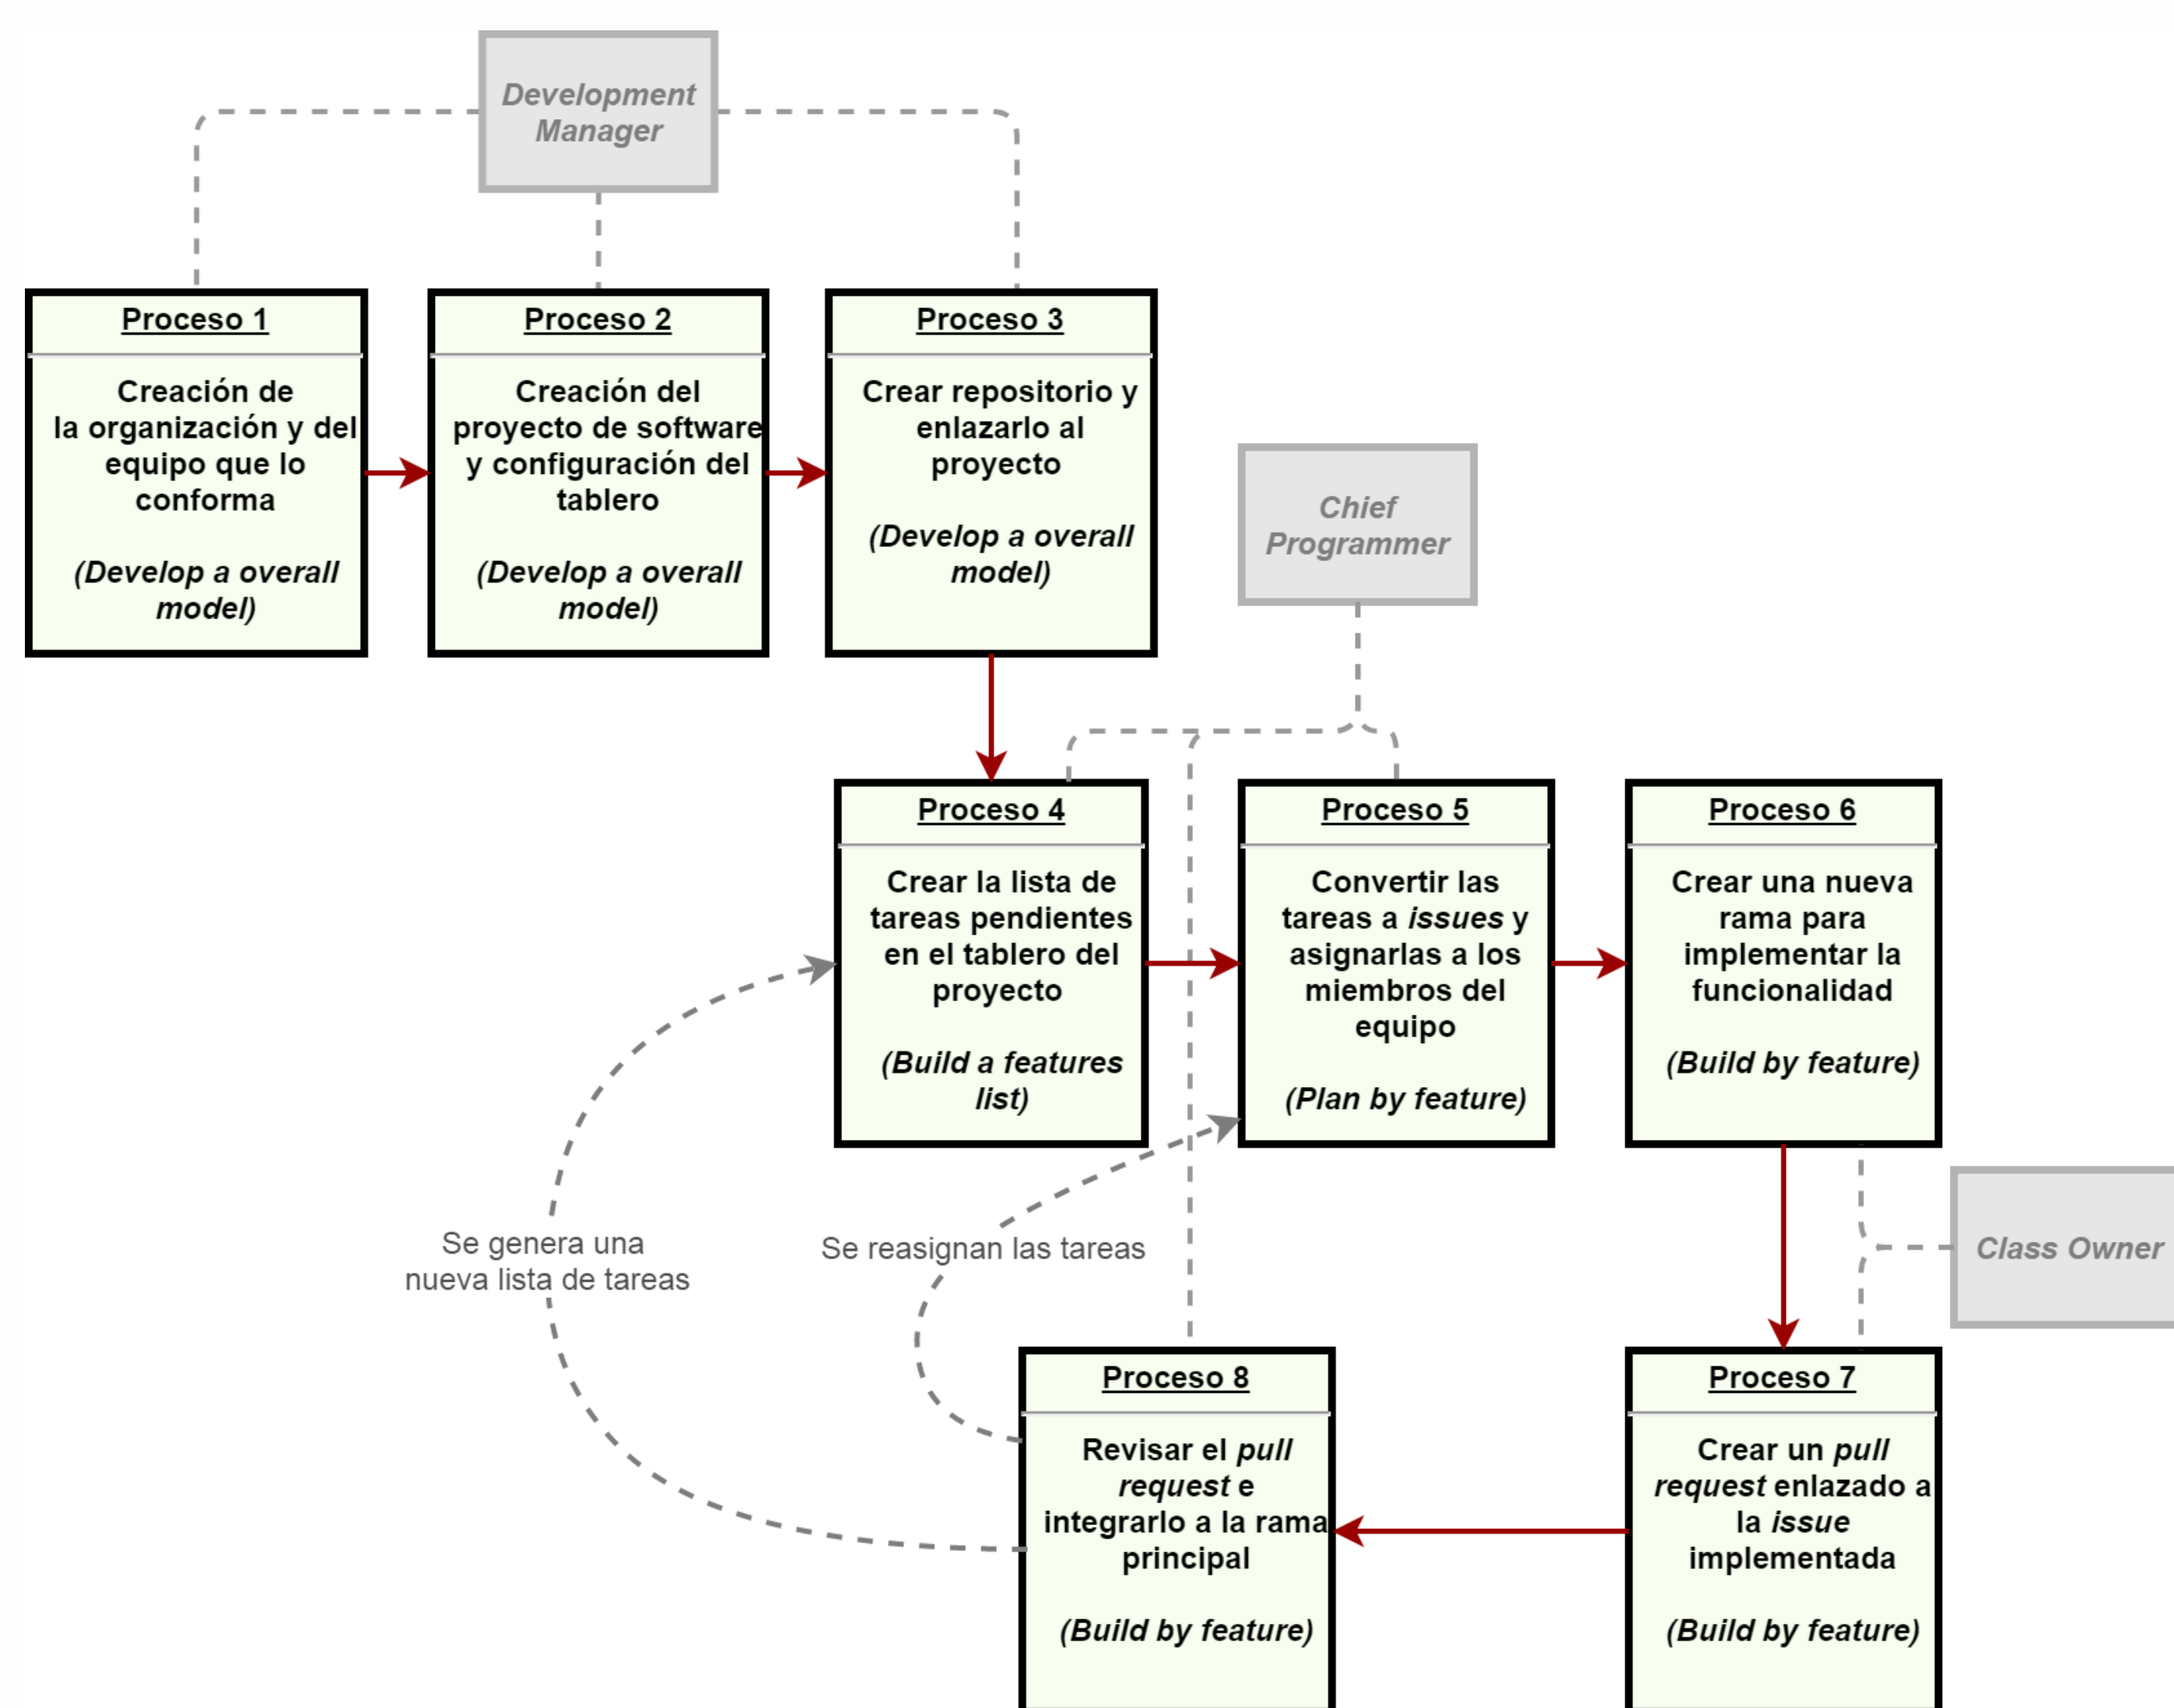 Development
Manager
Proceso 1
Creación de
la organización y del
equipo que lo
conforma
(Develop a overall
model)
Proceso 2
Creación del
proyecto de software
y configuración del
tablero
(Develop a overall
model)
Proceso 3
Crear repositorio y
enlazarlo al
proyecto
(Develop a overall
model)
Chief
Programmer
Proceso 4
Crear la lista de
tareas pendientes
en el tablero del
proyecto
(Build a features
list)
Proceso 5
Convertir las
tareas a issues y
asignarlas a los
miembros del
equipo
(Plan by feature)
Proceso 6
Crear una nueva
rama para
implementar la
funcionalidad
(Build by feature)
Se genera una
nueva lista de tareas
Se reasignan las tareas
Class Owner
Proceso 8
Revisar el pull
request e
integrarlo a la rama
principal
(Build by feature)
Proceso 7
Crear un pull
request enlazado a
la issue
implementada
(Build by feature)